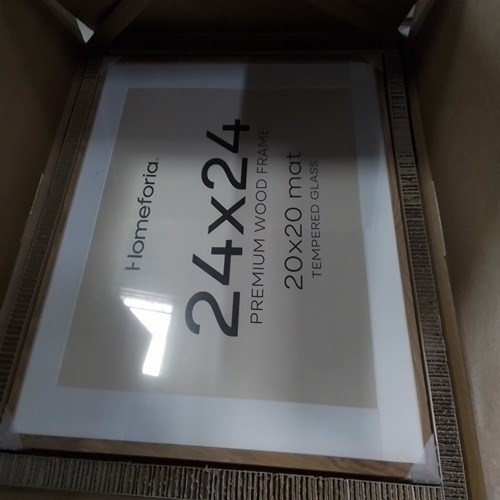 Homeforia.
24x24
PREMIUM WOOD FRAME
20x20 mat
TEMPERED GLASS